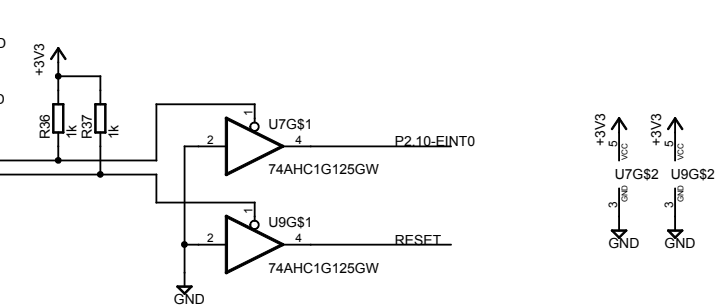 +3V3
R36
1k
R37
1k
1
U7G$1
2
4
P2.10-EINT0
74AHC1G125GW
1
U9G$1
2
4
RESET
74AHC1G125GW
GND
+3V3
+3V3
5
VCC
5
VCC
U7G$2
U9G$2
3
GND
3
GND
GND
GND